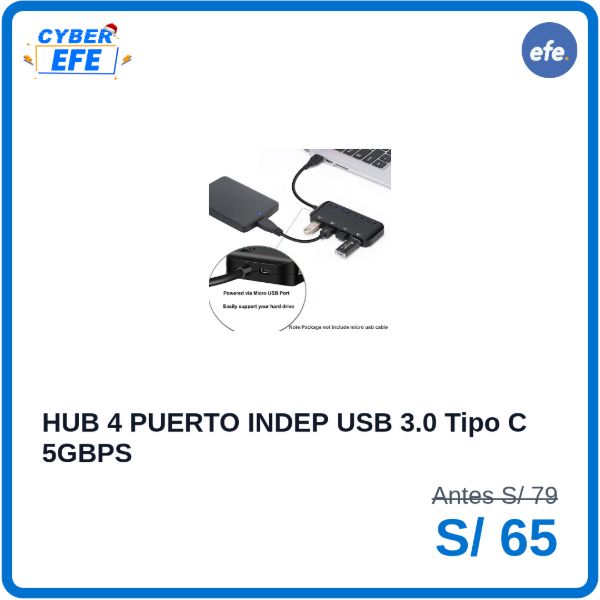 CYBER
EFE
efe.
Powered via Micro USB Port
Easily support your hard drive
Note:Package not include micro usb cable
HUB 4 PUERTO INDEP USB 3.0 Tipo C
5GBPS
Antes S/ 79
S/ 65